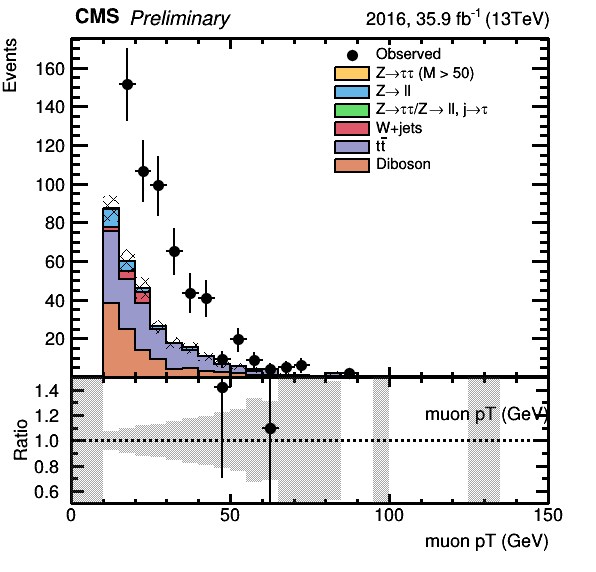 CMS Preliminary 2016, 35.9 fb⁻¹ (13TeV)
Events
160
140
120
100
80
60
40
20
Observed
Z→ττ (M > 50)
Z→ ll
Z→ττ/Z→ ll, j→τ
W+jets
tt̄
Diboson
Ratio
1.4
1.2
1.0
0.8
0.6
muon pT (GeV)
0 50 100 150
muon pT (GeV)